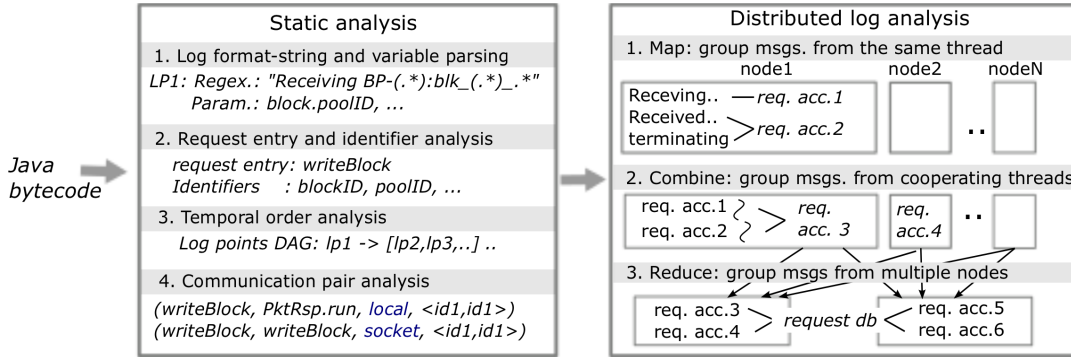 Java
bytecode
Static analysis
1. Log format-string and variable parsing
LP1: Regex.: "Receiving BP-(.*):blk_(.*)_.*"
Param.: block.poolID, ...
2. Request entry and identifier analysis
request entry: writeBlock
Identifiers : blockID, poolID, ...
3. Temporal order analysis
Log points DAG: lp1 -> [lp2,lp3,..] ..
4. Communication pair analysis
(writeBlock, PktRsp.run, local, <id1,id1>)
(writeBlock, writeBlock, socket, <id1,id1>)
Distributed log analysis
1. Map: group msgs. from the same thread
node1 node2 nodeN
Receving.. req. acc.1
Received..
terminating req. acc.2
..
2. Combine: group msgs. from cooperating threads
req. acc.1 req. req. ..
req. acc.2 acc. 3 acc.4
3. Reduce: group msgs from multiple nodes
req. acc.3 request db req. acc.5
req. acc.4 req. acc.6